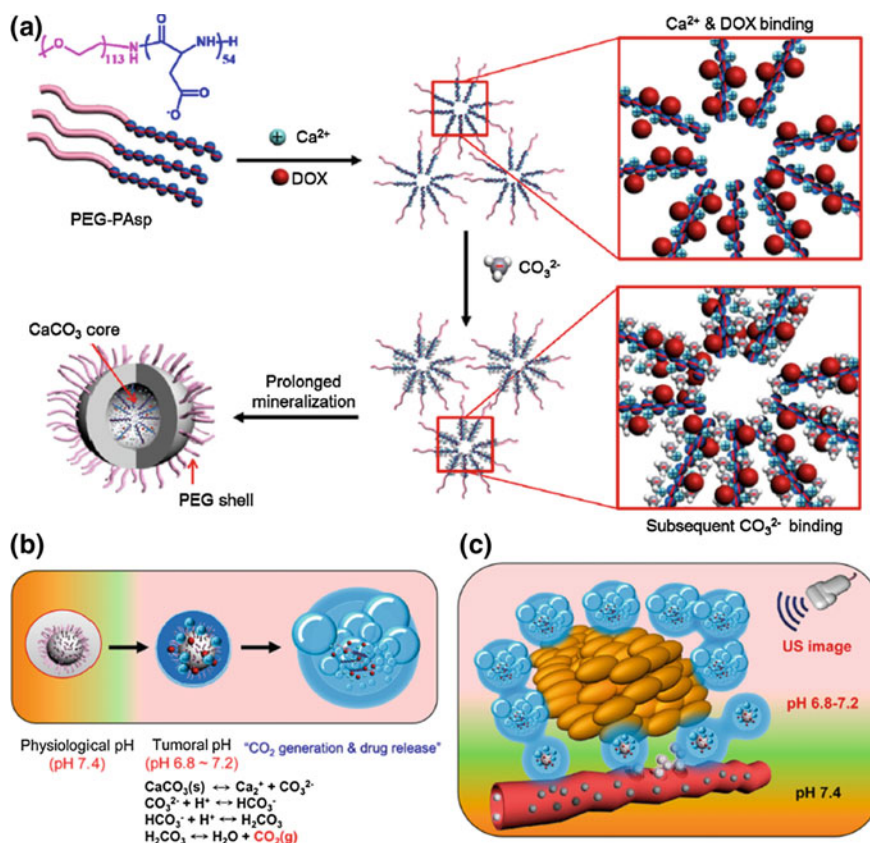 (a)
O
O
N
H
113
NH
H
54
O
O
-
Ca²⁺
DOX
PEG-PAsp
Ca²⁺ & DOX binding
CO₃²⁻
CaCO₃ core
Prolonged
mineralization
PEG shell
Subsequent CO₃²⁻ binding
(b)
Physiological pH
(pH 7.4)
Tumoral pH
(pH 6.8 ~ 7.2)
"CO₂ generation & drug release"
CaCO₃(s) ↔ Ca₂⁺ + CO₃²⁻
CO₃²⁻ + H⁺ ↔ HCO₃⁻
HCO₃⁻ + H⁺ ↔ H₂CO₃
H₂CO₃ ↔ H₂O + CO₂(g)
(c)
US image
pH 6.8-7.2
pH 7.4